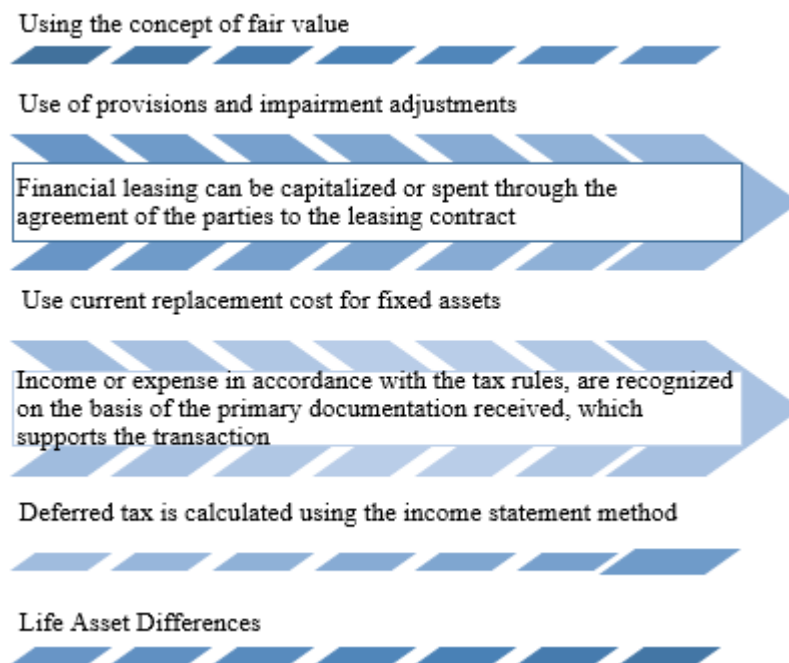 Using the concept of fair value
Use of provisions and impairment adjustments
Financial leasing can be capitalized or spent through the
agreement of the parties to the leasing contract
Use current replacement cost for fixed assets
Income or expense in accordance with the tax rules, are recognized
on the basis of the primary documentation received, which
supports the transaction
Deferred tax is calculated using the income statement method
Life Asset Differences